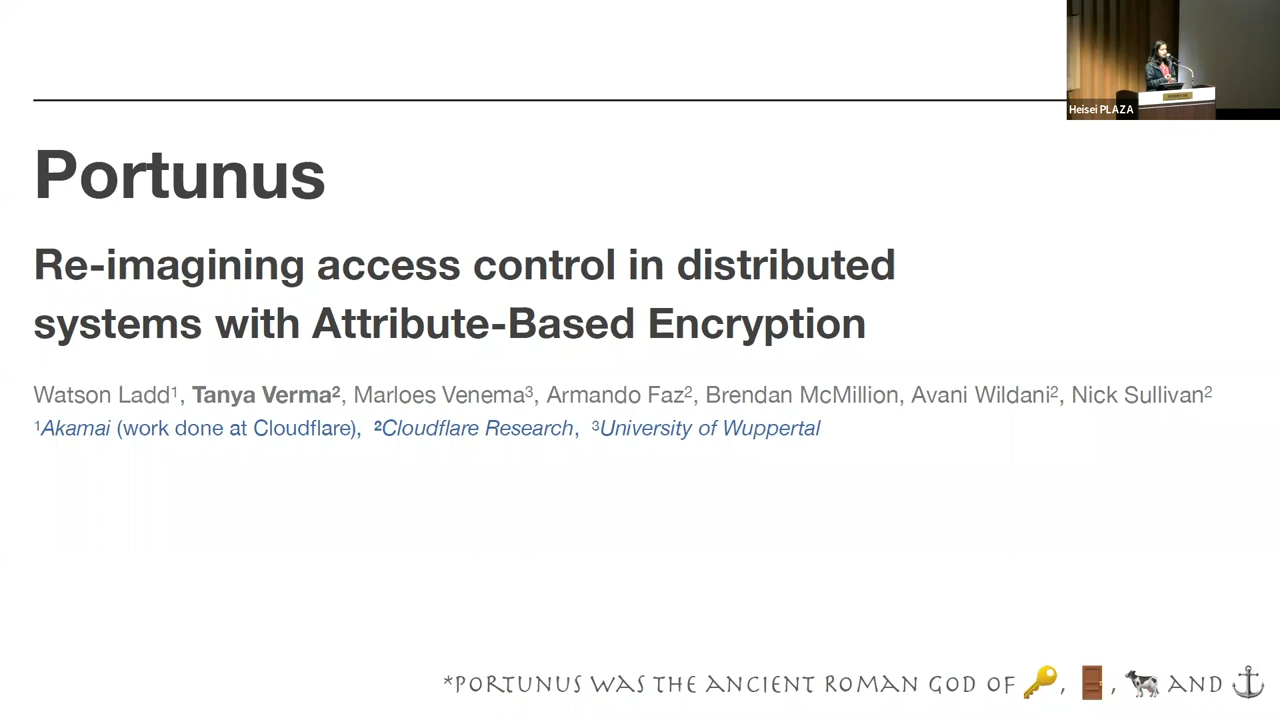 Heisei PLAZA
Portunus
Re-imagining access control in distributed
systems with Attribute-Based Encryption
Watson Ladd¹, Tanya Verma², Marloes Venema³, Armando Faz², Brendan McMillion, Avani Wildani², Nick Sullivan²
¹Akamai (work done at Cloudflare), ²Cloudflare Research, ³University of Wuppertal
*PORTUNUS WAS THE ANCIENT ROMAN GOD OF 🔑, 🚪, 🐄 AND ⚓